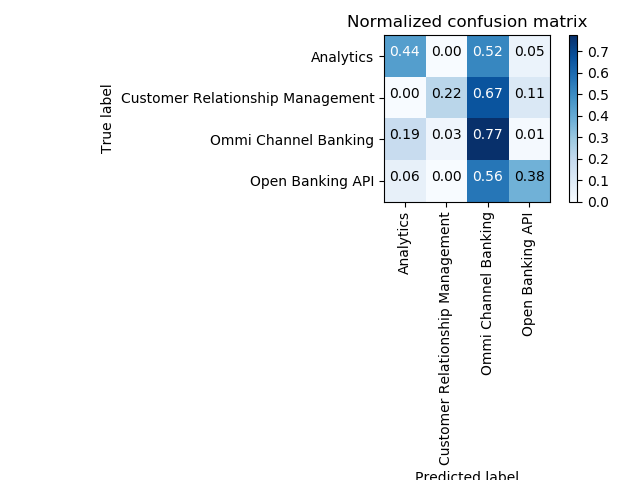 Normalized confusion matrix
True label
Analytics
0.44 0.00 0.52 0.05
Customer Relationship Management
0.00 0.22 0.67 0.11
Ommi Channel Banking
0.19 0.03 0.77 0.01
Open Banking API
0.06 0.00 0.56 0.38
0.7
0.6
0.5
0.4
0.3
0.2
0.1
0.0
Analytics
Customer Relationship Management
Ommi Channel Banking
Open Banking API
Predicted label